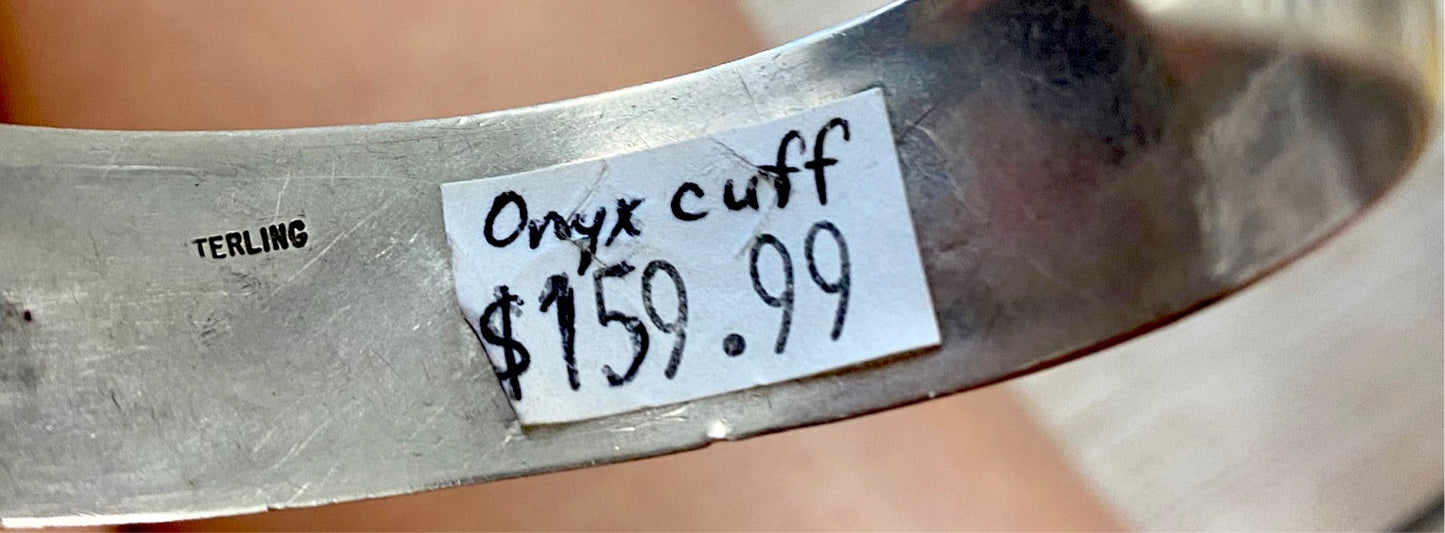 TERLING
Onyx cuff
$159.99